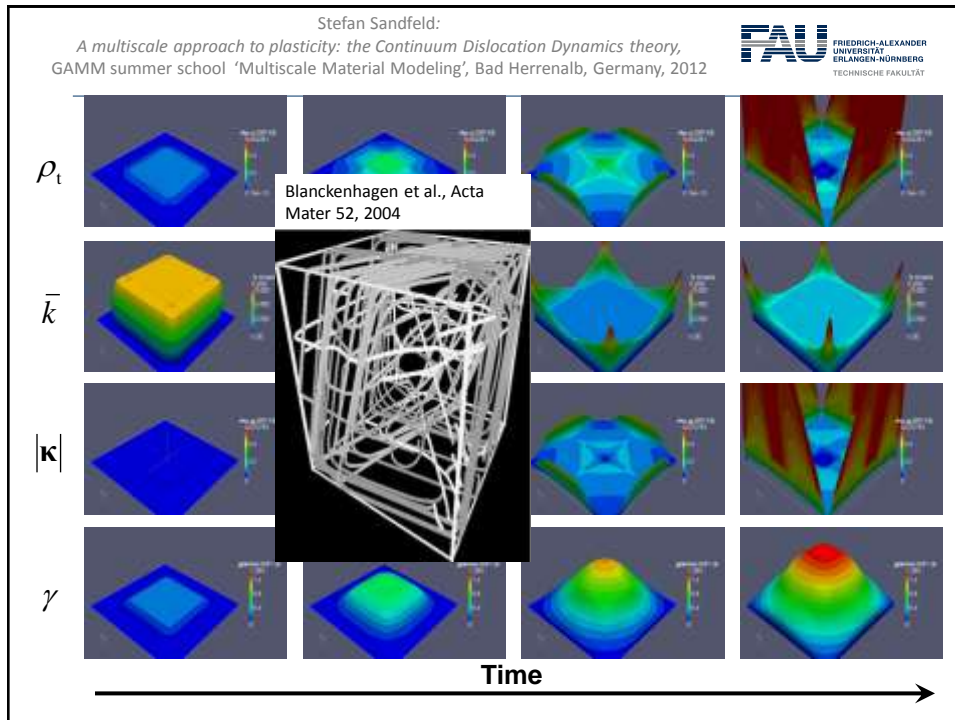 Stefan Sandfeld:
A multiscale approach to plasticity: the Continuum Dislocation Dynamics theory,
GAMM summer school ‘Multiscale Material Modeling’, Bad Herrenalb, Germany, 2012
FAU
FRIEDRICH-ALEXANDER
UNIVERSITÄT
ERLANGEN-NÜRNBERG
TECHNISCHE FAKULTÄT
ρt
Blanckenhagen et al., Acta
Mater 52, 2004
k̄
|κ|
γ
Time